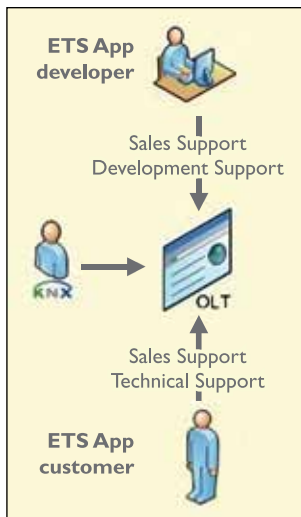 ETS App
developer
Sales Support
Development Support
KNX
OLT
Sales Support
Technical Support
ETS App
customer